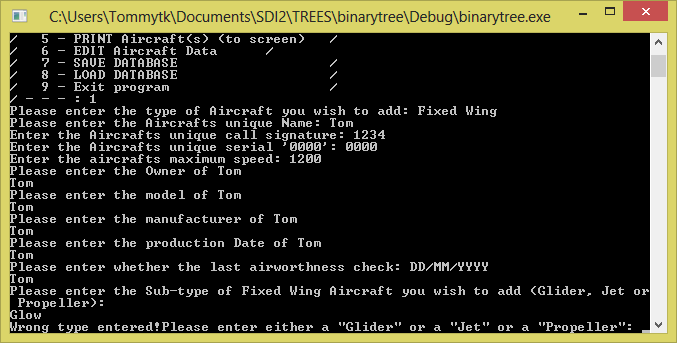 C:\Users\Tommytk\Documents\SDI2\TREES\binarytree\Debug\binarytree.exe
/ 5 - PRINT Aircraft(s) (to screen) /
/ 6 - EDIT Aircraft Data /
/ 7 - SAVE DATABASE /
/ 8 - LOAD DATABASE /
/ 9 - Exit program /
/ - - - : 1
Please enter the type of Aircraft you wish to add: Fixed Wing
Please enter the Aircrafts unique Name: Tom
Enter the Aircrafts unique call signature: 1234
Enter the Aircrafts unique serial '0000': 0000
Enter the aircrafts maximum speed: 1200
Please enter the Owner of Tom
Tom
Please enter the model of Tom
Tom
Please enter the manufacturer of Tom
Tom
Please enter the production Date of Tom
Tom
Please enter whether the last airworthness check: DD/MM/YYYY
Tom
Please enter the Sub-type of Fixed Wing Aircraft you wish to add (Glider, Jet or
Propeller):
Glow
Wrong type entered!Please enter either a "Glider" or a "Jet" or a "Propeller":